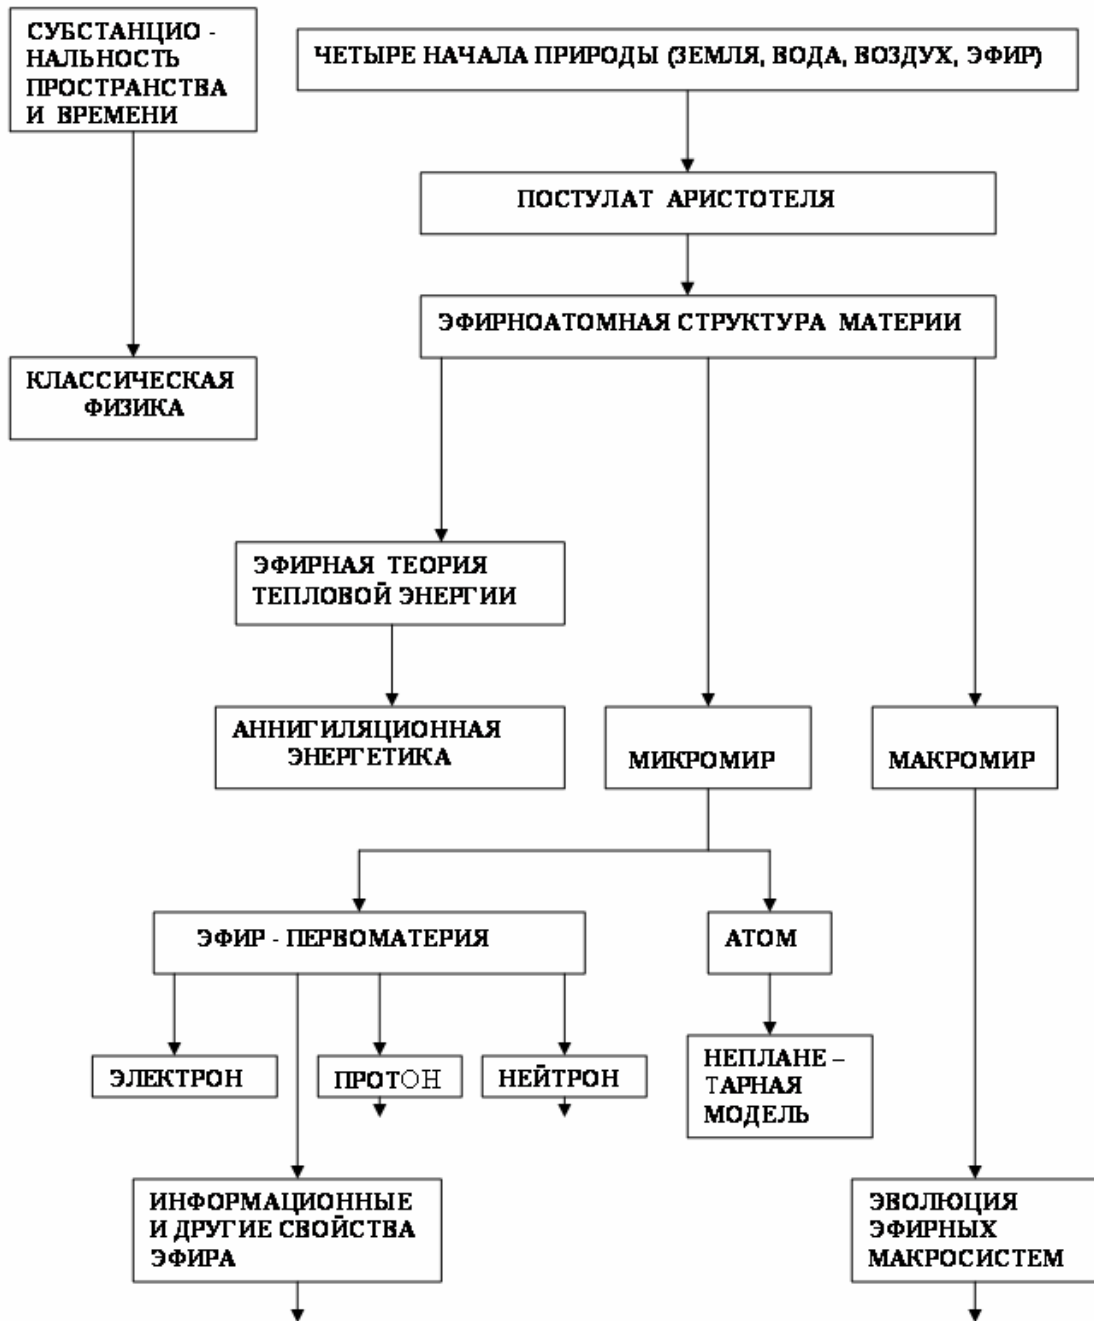 СУБСТАНЦИО -
НАЛЬНОСТЬ
ПРОСТРАНСТВА
И ВРЕМЕНИ
ЧЕТЫРЕ НАЧАЛА ПРИРОДЫ (ЗЕМЛЯ, ВОДА, ВОЗДУХ, ЭФИР)
ПОСТУЛАТ АРИСТОТЕЛЯ
ЭФИРНОАТОМНАЯ СТРУКТУРА МАТЕРИИ
КЛАССИЧЕСКАЯ
ФИЗИКА
ЭФИРНАЯ ТЕОРИЯ
ТЕПЛОВОЙ ЭНЕРГИИ
АННИГИЛЯЦИОННАЯ
ЭНЕРГЕТИКА
МИКРОМИР
МАКРОМИР
ЭФИР - ПЕРВОМАТЕРИЯ
АТОМ
ЭЛЕКТРОН
ПРОТОН
НЕЙТРОН
НЕПЛАНЕ –
ТАРНАЯ
МОДЕЛЬ
ИНФОРМАЦИОННЫЕ
И ДРУГИЕ СВОЙСТВА
ЭФИРА
ЭВОЛЮЦИЯ
ЭФИРНЫХ
МАКРОСИСТЕМ